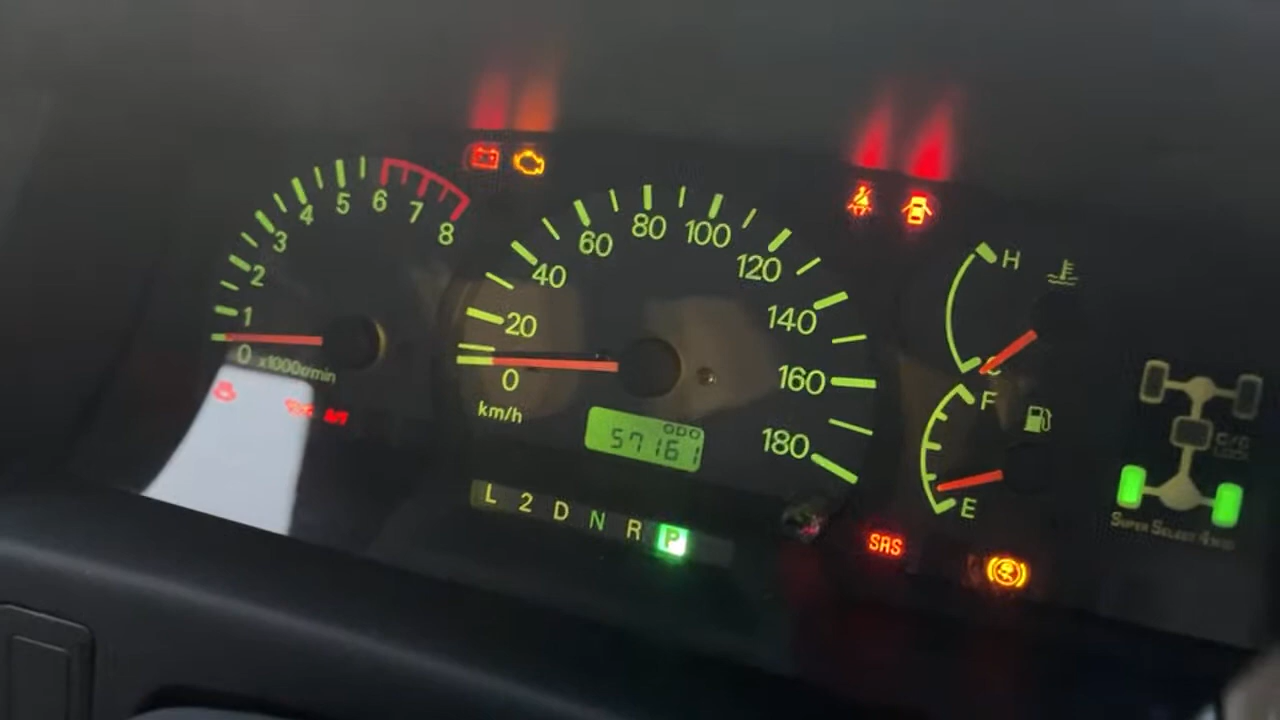 0 1 2 3 4 5 6 7 8
x1000r/min
0 20 40 60 80 100 120 140 160 180
km/h
ODO
57161
L 2 D N R P
H
C
F
E
SRS
A/T
SUPER SELECT 4WD